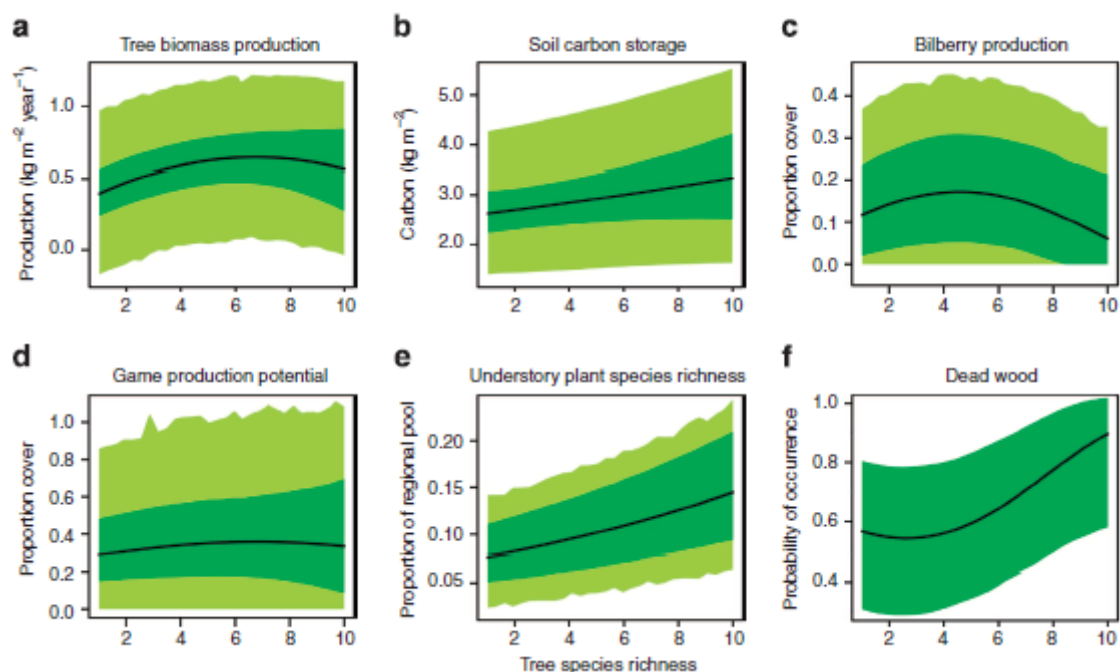 a
Tree biomass production
Production (kg m⁻² year⁻¹)
1.0
0.5
0.0
2 4 6 8 10
b
Soil carbon storage
Carbon (kg m⁻²)
5.0
4.0
3.0
2.0
2 4 6 8 10
c
Bilberry production
Proportion cover
0.4
0.3
0.2
0.1
0.0
2 4 6 8 10
d
Game production potential
Proportion cover
1.0
0.8
0.6
0.4
0.2
0.0
2 4 6 8 10
e
Understory plant species richness
Proportion of regional pool
0.20
0.15
0.10
0.05
2 4 6 8 10
f
Dead wood
Probability of occurrence
1.0
0.8
0.6
0.4
2 4 6 8 10
Tree species richness